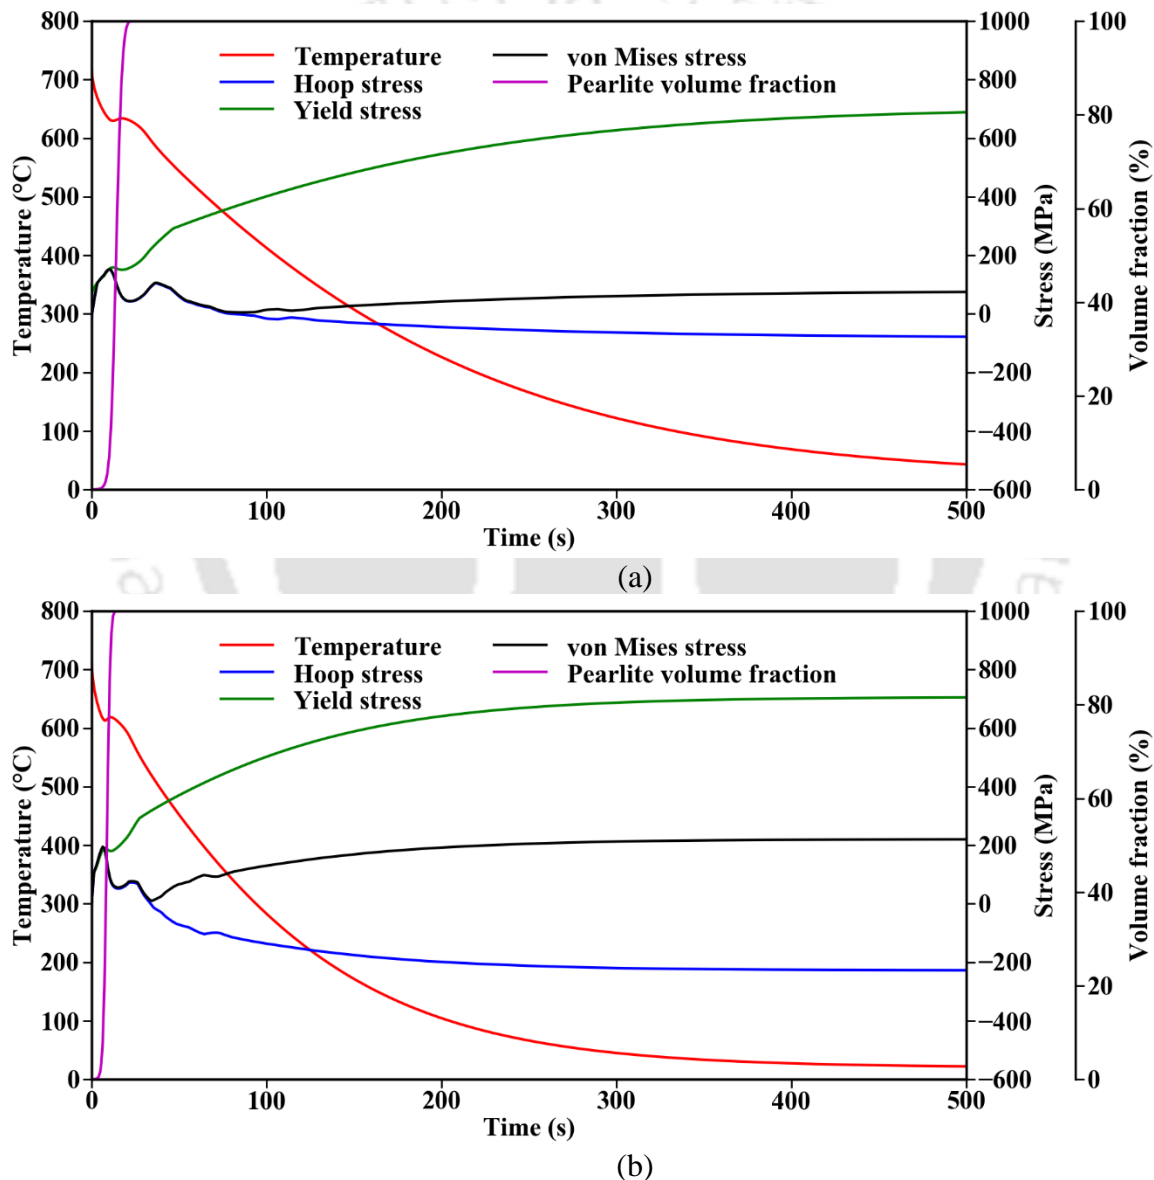 800
700
600
500
400
300
200
100
0
Temperature (°C)
Temperature
Hoop stress
Yield stress
von Mises stress
Pearlite volume fraction
1000
800
600
400
200
0
−200
−400
−600
Stress (MPa)
100
80
60
40
20
0
Volume fraction (%)
0 100 200 300 400 500
Time (s)
(a)
800
700
600
500
400
300
200
100
0
Temperature (°C)
Temperature
Hoop stress
Yield stress
von Mises stress
Pearlite volume fraction
1000
800
600
400
200
0
−200
−400
−600
Stress (MPa)
100
80
60
40
20
0
Volume fraction (%)
0 100 200 300 400 500
Time (s)
(b)